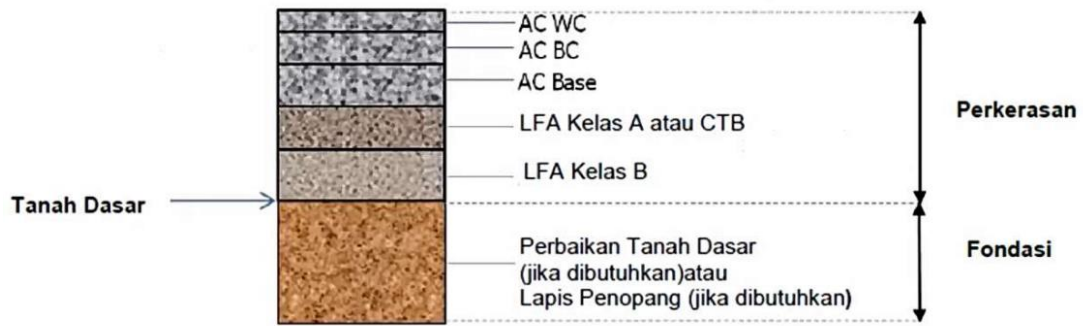 AC WC
AC BC
AC Base
LFA Kelas A atau CTB
Perkerasan
LFA Kelas B
Tanah Dasar
Perbaikan Tanah Dasar
(jika dibutuhkan)atau
Lapis Penopang (jika dibutuhkan)
Fondasi